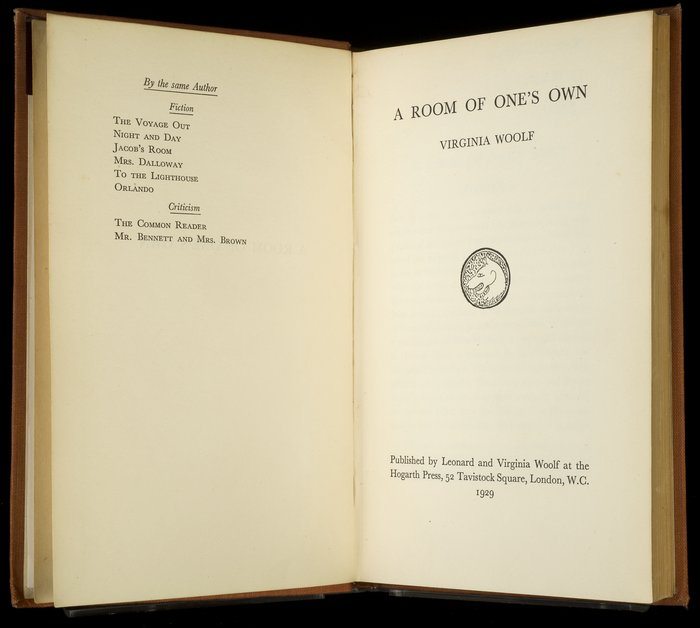 By the same Author
Fiction
The Voyage Out
Night and Day
Jacob's Room
Mrs. Dalloway
To the Lighthouse
Orlando
Criticism
The Common Reader
Mr. Bennett and Mrs. Brown
A ROOM OF ONE'S OWN
VIRGINIA WOOLF
Published by Leonard and Virginia Woolf at the
Hogarth Press, 52 Tavistock Square, London, W.C.
1929